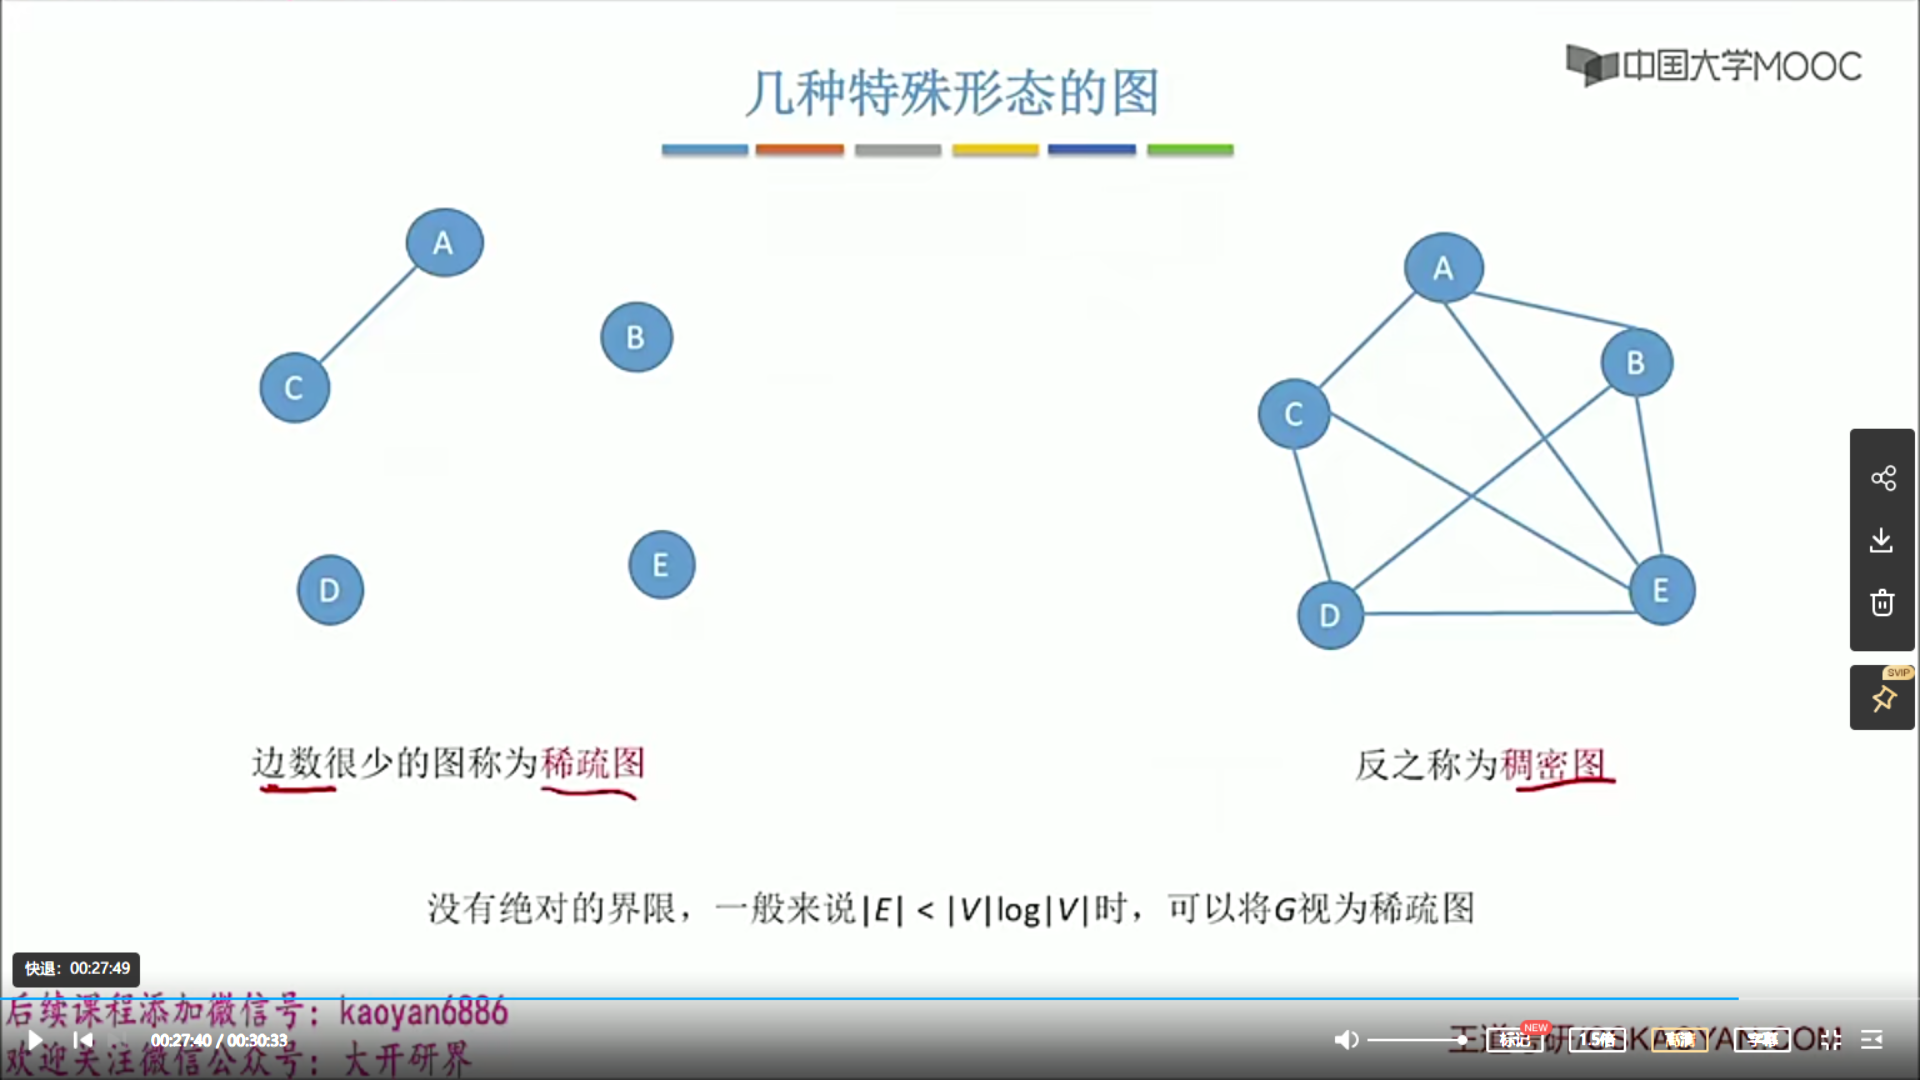 中国大学MOOC
几种特殊形态的图
A
B
C
D
E
A
B
C
D
E
SVIP
边数很少的图称为稀疏图
反之称为稠密图
没有绝对的界限，一般来说|E| < |V|log|V|时，可以将G视为稀疏图
快退：00:27:49
后续课程添加微信号：kaoyan6886
00:27:40 / 00:30:33
标记
NEW
1.5倍
高清
字幕
欢迎关注微信公众号：大开研界